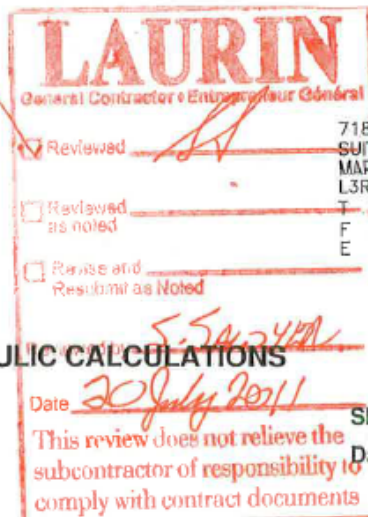 LAURIN
General Contractor • Entrepreneur Général
Reviewed
718
SUIT
MAR
L3R
T
Reviewed
as noted
F
E
Revise and
Resubmit as Noted
ULIC CALCULATIONS
Date 20 July 2011
This review does not relieve the
subcontractor of responsibility to
comply with contract documents